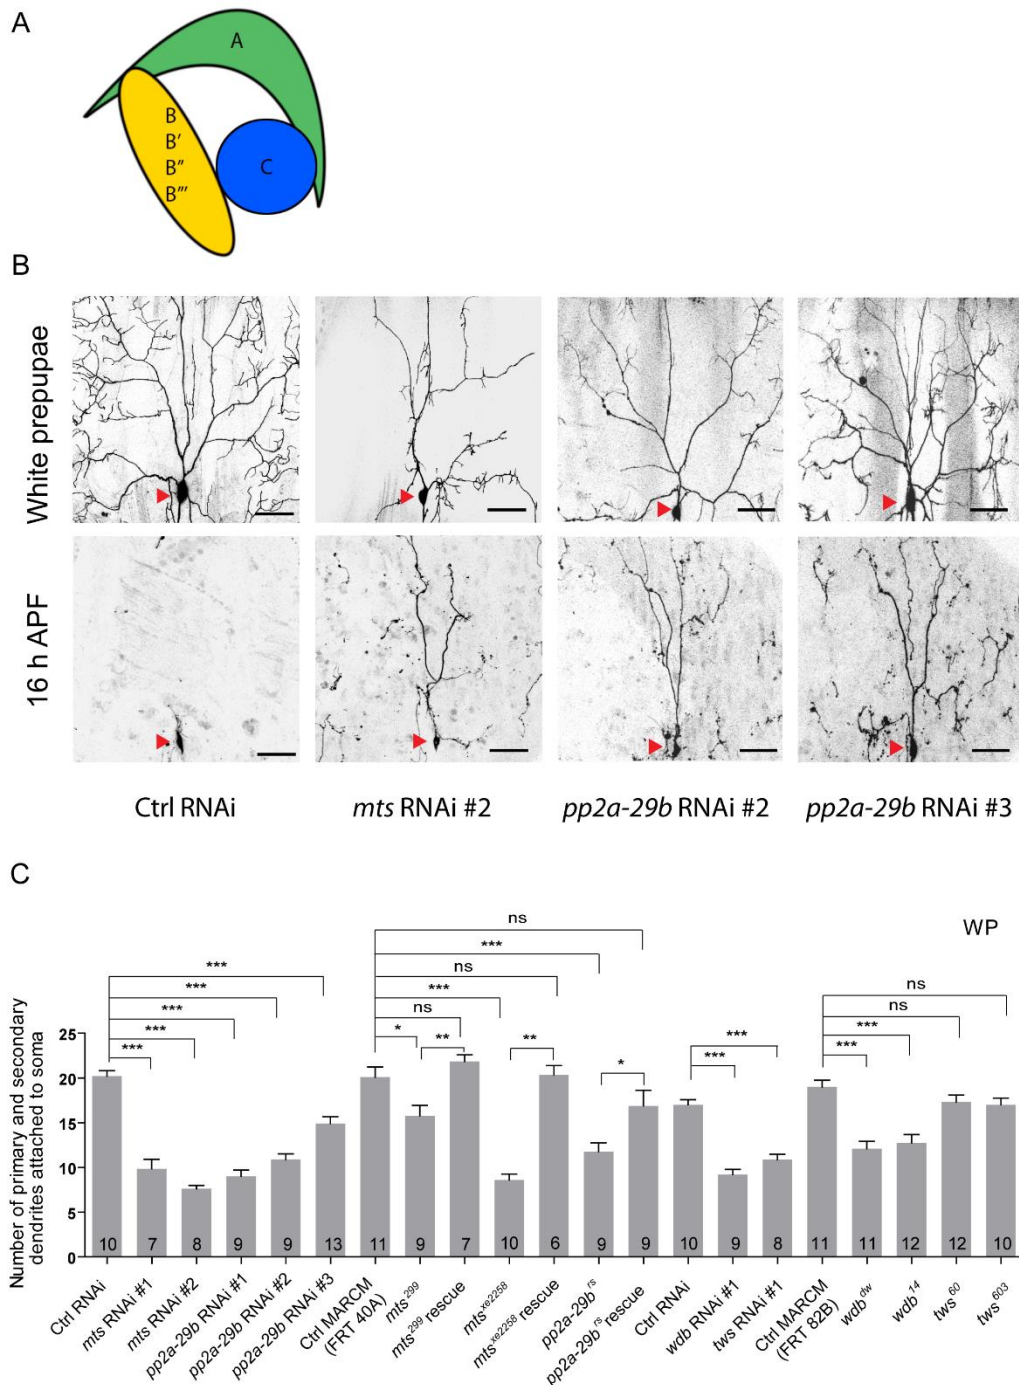 A
A
B
B′
B″
B‴
C
B
White prepupae
16 h APF
Ctrl RNAi
mts RNAi #2
pp2a-29b RNAi #2
pp2a-29b RNAi #3
C
WP
ns
***
ns
***
ns
*
**
**
*
***
***
***
***
***
***
***
ns
ns
***
***
Number of primary and secondary
dendrites attached to soma
25
20
15
10
5
0
10
7
8
9
9
13
11
9
7
10
6
9
9
10
9
8
11
11
12
12
10
Ctrl RNAi
mts RNAi #1
mts RNAi #2
pp2a-29b RNAi #1
pp2a-29b RNAi #2
pp2a-29b RNAi #3
Ctrl MARCM
(FRT 40A)
mts299
mts299 rescue
mtsxe2258
mtsxe2258 rescue
pp2a-29brs
pp2a-29brs rescue
Ctrl RNAi
wdb RNAi #1
tws RNAi #1
Ctrl MARCM
(FRT 82B)
wdbdw
wdb14
tws60
tws603